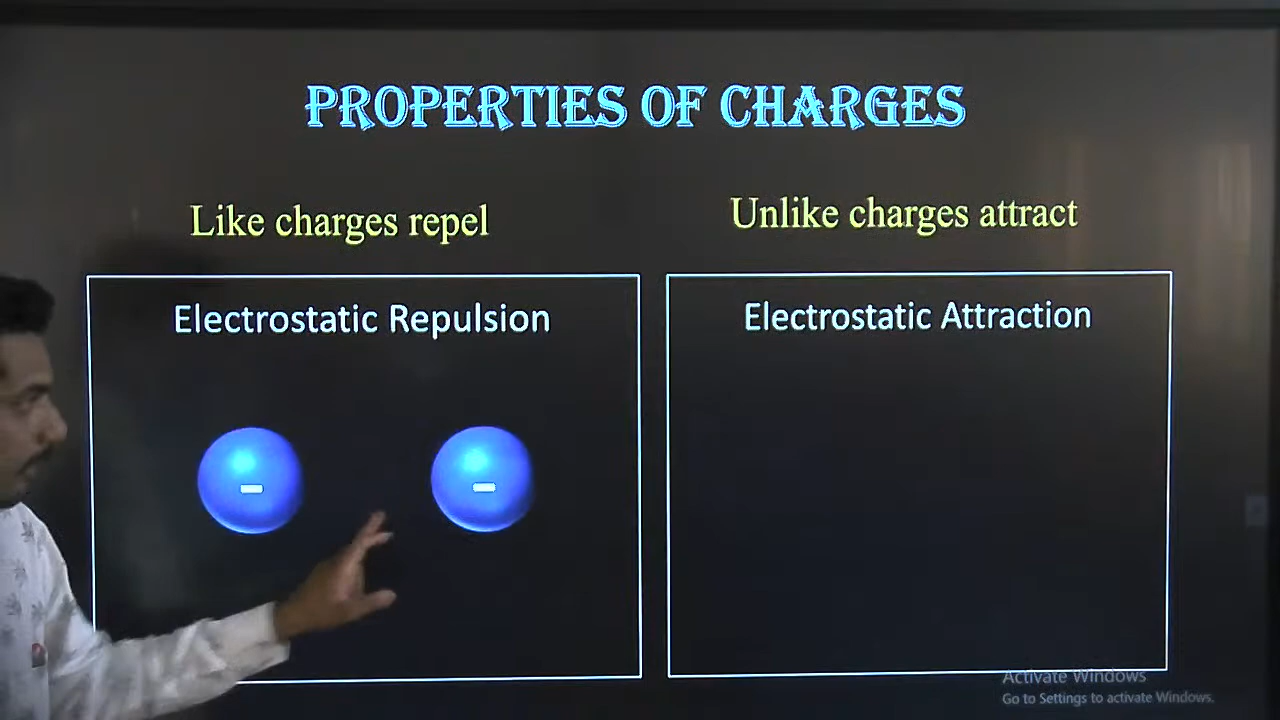 PROPERTIES OF CHARGES
Like charges repel
Unlike charges attract
Electrostatic Repulsion
Electrostatic Attraction
- -
Activate Windows
Go to Settings to activate Windows.